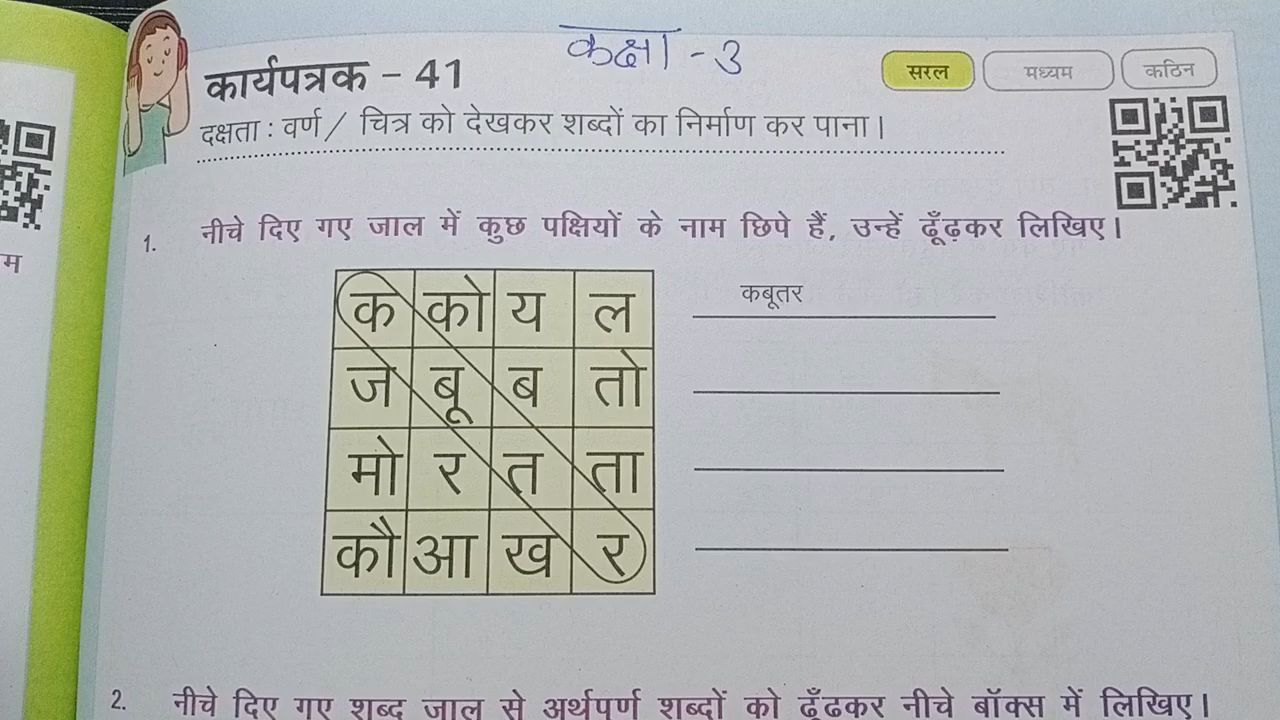 कक्षा - 3
कार्यपत्रक - 41
सरल मध्यम कठिन
दक्षता : वर्ण / चित्र को देखकर शब्दों का निर्माण कर पाना।
1. नीचे दिए गए जाल में कुछ पक्षियों के नाम छिपे हैं, उन्हें ढूँढ़कर लिखिए।
क को य ल
कबूतर
ज बू ब तो
मो र त ता
कौ आ ख र
म
2. नीचे दिए गए शब्द जाल से अर्थपूर्ण शब्दों को ढूँढकर नीचे बॉक्स में लिखिए।